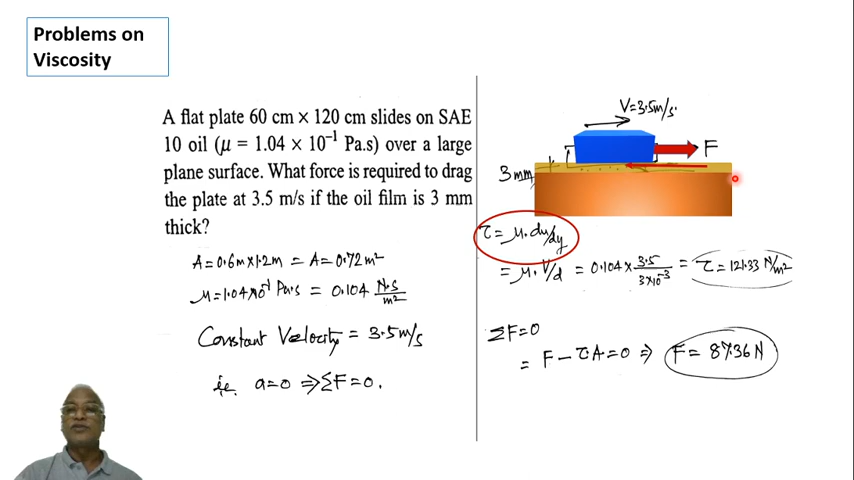 Problems on
Viscosity
A flat plate 60 cm × 120 cm slides on SAE
10 oil (μ = 1.04 × 10⁻¹ Pa.s) over a large
plane surface. What force is required to drag
the plate at 3.5 m/s if the oil film is 3 mm
thick?
A = 0.6m×1.2m = A = 0.72 m²
μ = 1.04×10⁻¹ Pa.s = 0.104 N.s/m²
Constant Velocity = 3.5 m/s
ie. a=0 ⇒ ΣF=0.
V=3.5m/s
F
3mm
τ = μ. du/dy
= μ. V/d = 0.104 × 3.5/3×10⁻³ = τ = 121.33 N/m²
ΣF=0
= F − τA = 0 ⇒ F = 87.36 N